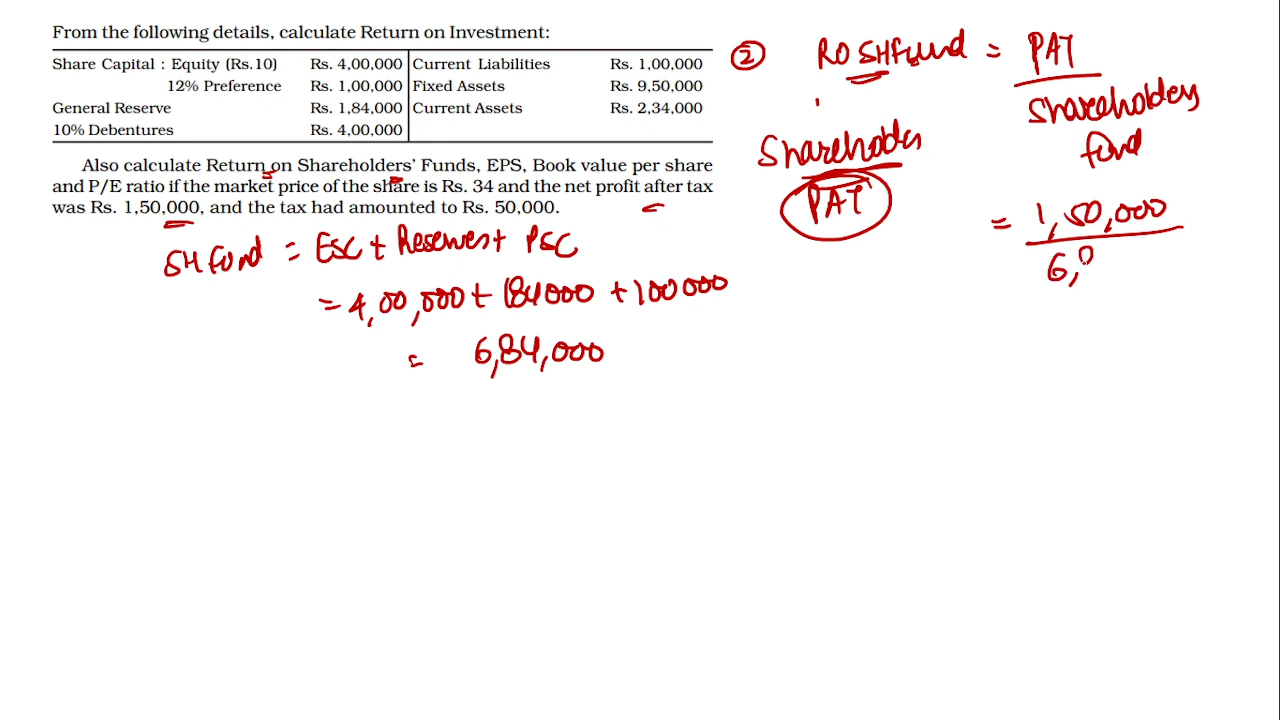 From the following details, calculate Return on Investment:
Share Capital : Equity (Rs.10) Rs. 4,00,000 Current Liabilities Rs. 1,00,000
12% Preference Rs. 1,00,000 Fixed Assets Rs. 9,50,000
General Reserve Rs. 1,84,000 Current Assets Rs. 2,34,000
10% Debentures Rs. 4,00,000
Also calculate Return on Shareholders' Funds, EPS, Book value per share
and P/E ratio if the market price of the share is Rs. 34 and the net profit after tax
was Rs. 1,50,000, and the tax had amounted to Rs. 50,000.
SH Fund = ESC + Reserves + PSC
= 4,00,000 + 184000 + 100000
= 6,84,000
② RO SHFund = PAT
Shareholders
fund
Shareholder
PAT
= 1,50,000
6,8